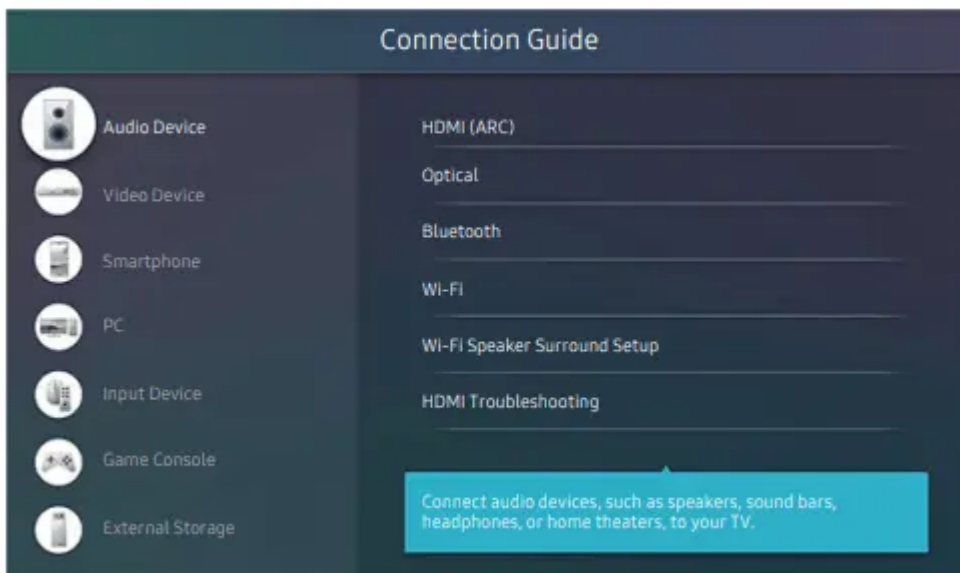 Connection Guide
Audio Device
Video Device
Smartphone
PC
Input Device
Game Console
External Storage
HDMI (ARC)
Optical
Bluetooth
Wi-Fi
Wi-Fi Speaker Surround Setup
HDMI Troubleshooting
Connect audio devices, such as speakers, sound bars,
headphones, or home theaters, to your TV.